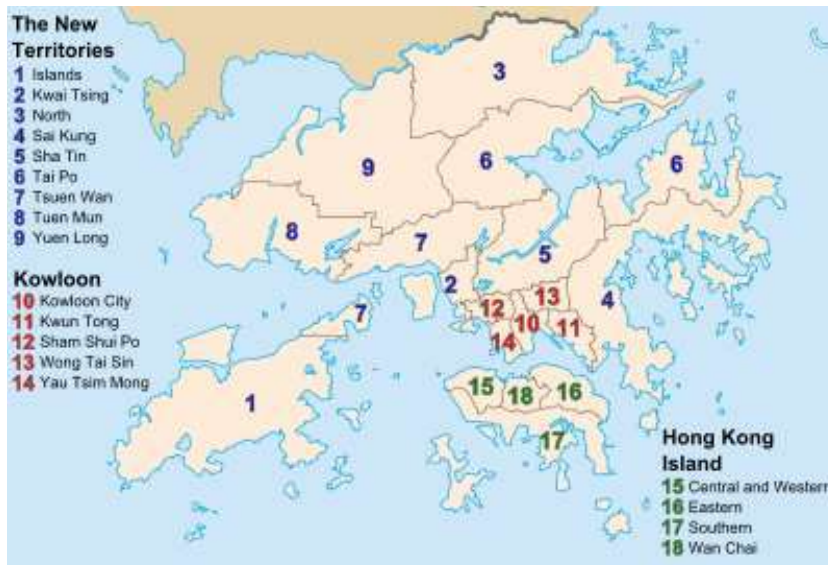 The New
Territories
1 Islands
2 Kwai Tsing
3 North
4 Sai Kung
5 Sha Tin
6 Tai Po
7 Tsuen Wan
8 Tuen Mun
9 Yuen Long
Kowloon
10 Kowloon City
11 Kwun Tong
12 Sham Shui Po
13 Wong Tai Sin
14 Yau Tsim Mong
3
6
6
9
8
7
5
2
13
4
12
10
11
7
14
15
18
16
1
17
Hong Kong
Island
15 Central and Western
16 Eastern
17 Southern
18 Wan Chai